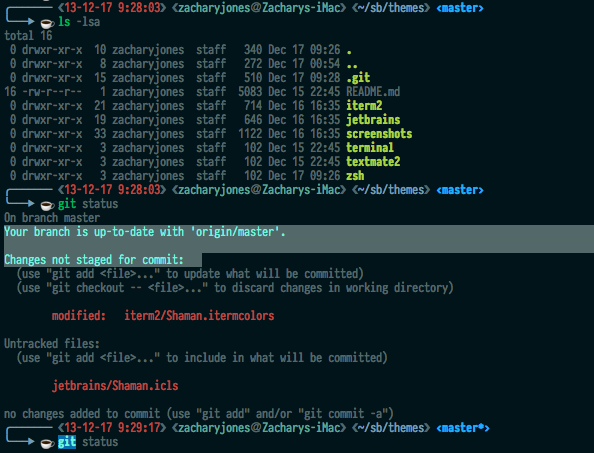 ❮13-12-17 9:28:03❯ ❮zacharyjones@Zacharys-iMac❯ ❮~/sb/themes❯ ❮master❯
ls -lsa
total 16
0 drwxr-xr-x 10 zacharyjones staff 340 Dec 17 09:26 .
0 drwxr-xr-x 8 zacharyjones staff 272 Dec 17 00:54 ..
0 drwxr-xr-x 15 zacharyjones staff 510 Dec 17 09:28 .git
16 -rw-r--r-- 1 zacharyjones staff 5083 Dec 15 22:45 README.md
0 drwxr-xr-x 21 zacharyjones staff 714 Dec 16 16:35 iterm2
0 drwxr-xr-x 19 zacharyjones staff 646 Dec 16 16:35 jetbrains
0 drwxr-xr-x 33 zacharyjones staff 1122 Dec 16 16:35 screenshots
0 drwxr-xr-x 3 zacharyjones staff 102 Dec 15 22:45 terminal
0 drwxr-xr-x 3 zacharyjones staff 102 Dec 16 16:35 textmate2
0 drwxr-xr-x 3 zacharyjones staff 102 Dec 15 22:45 zsh
❮13-12-17 9:28:03❯ ❮zacharyjones@Zacharys-iMac❯ ❮~/sb/themes❯ ❮master❯
git status
On branch master
Your branch is up-to-date with 'origin/master'.
Changes not staged for commit:
(use "git add <file>..." to update what will be committed)
(use "git checkout -- <file>..." to discard changes in working directory)
modified: iterm2/Shaman.itermcolors
Untracked files:
(use "git add <file>..." to include in what will be committed)
jetbrains/Shaman.icls
no changes added to commit (use "git add" and/or "git commit -a")
❮13-12-17 9:29:17❯ ❮zacharyjones@Zacharys-iMac❯ ❮~/sb/themes❯ ❮master*❯
git status